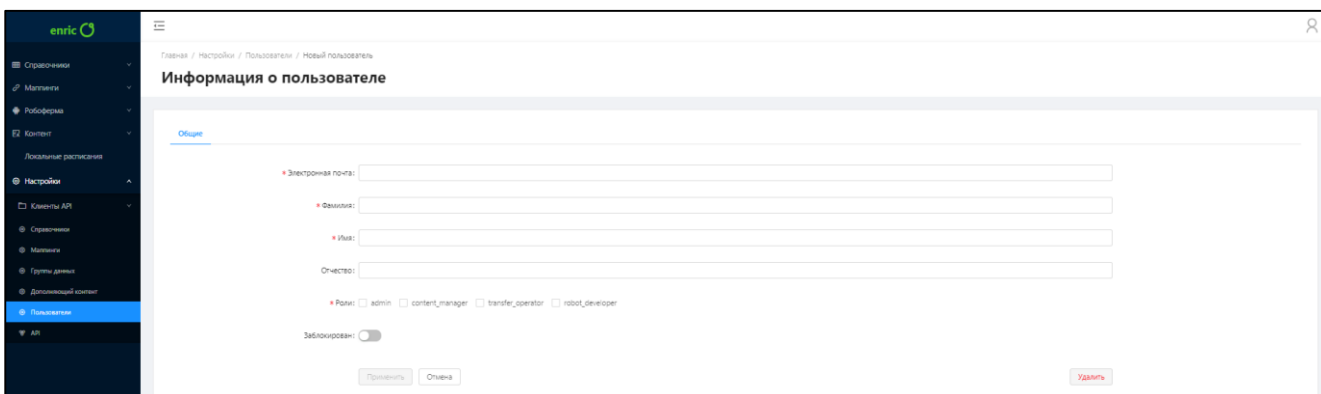 enric
Справочники
Маппинги
Робоферма
Контент
Локальные расписания
Настройки
Клиенты API
Справочники
Маппинги
Группы данных
Дополняющий контент
Пользователи
API
Главная / Настройки / Пользователи / Новый пользователь
Информация о пользователе
Общие
* Электронная почта:
* Фамилия:
* Имя:
Отчество:
* Роли: admin content_manager transfer_operator robot_developer
Заблокирован:
Применить Отмена Удалить